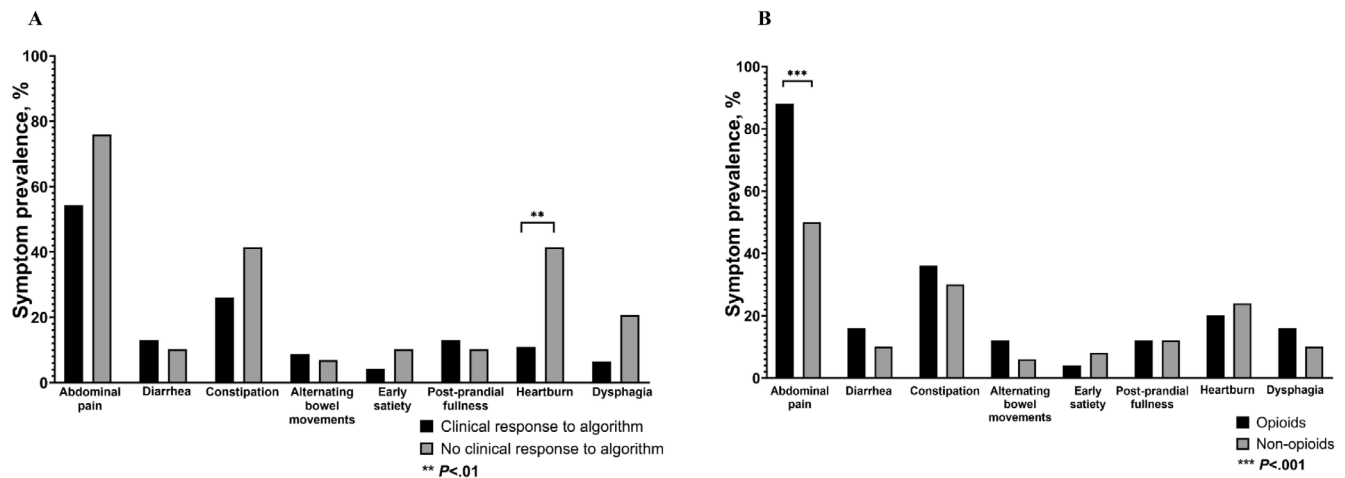 A
Symptom prevalence, %
100
80
60
40
20
0
**
Abdominal
pain
Diarrhea
Constipation
Alternating
bowel
movements
Early
satiety
Post-prandial
fullness
Heartburn
Dysphagia
Clinical response to algorithm
No clinical response to algorithm
** P<.01
B
Symptom prevalence, %
100
80
60
40
20
0
***
Abdominal
pain
Diarrhea
Constipation
Alternating
bowel
movements
Early
satiety
Post-prandial
fullness
Heartburn
Dysphagia
Opioids
Non-opioids
*** P<.001